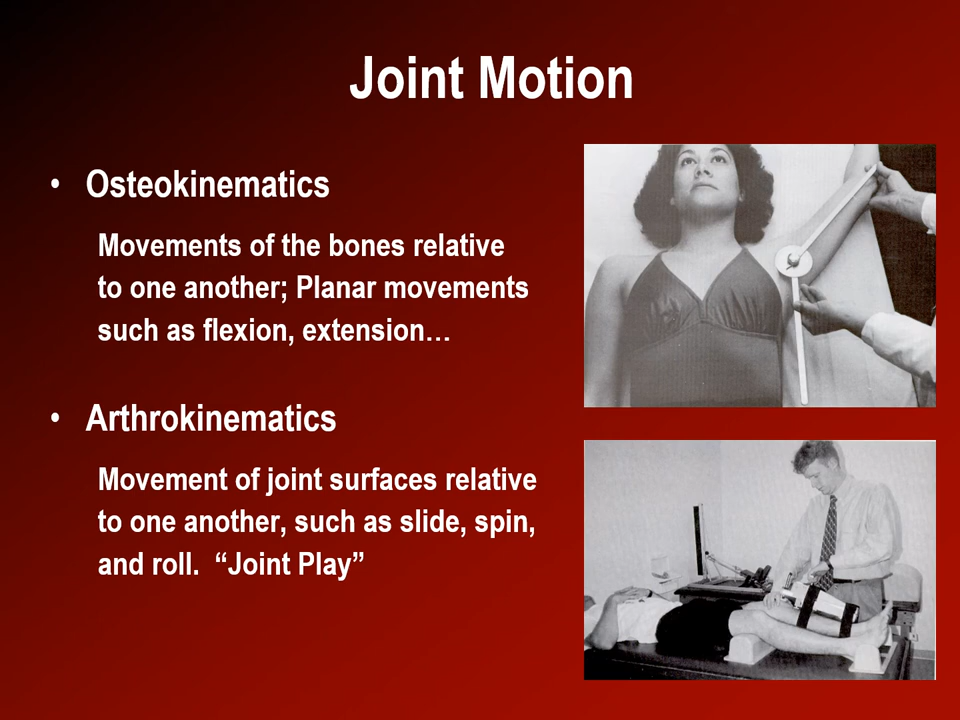 Joint Motion
• Osteokinematics
Movements of the bones relative
to one another; Planar movements
such as flexion, extension…
• Arthrokinematics
Movement of joint surfaces relative
to one another, such as slide, spin,
and roll.  “Joint Play”